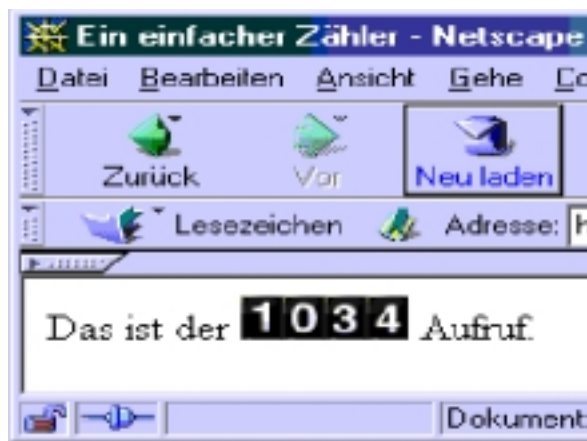 Ein einfacher Zähler - Netscape
Datei Bearbeiten Ansicht Gehe Co
Zurück Vor Neu laden
Lesezeichen Adresse: h
Das ist der 1034 Aufruf.
Dokument